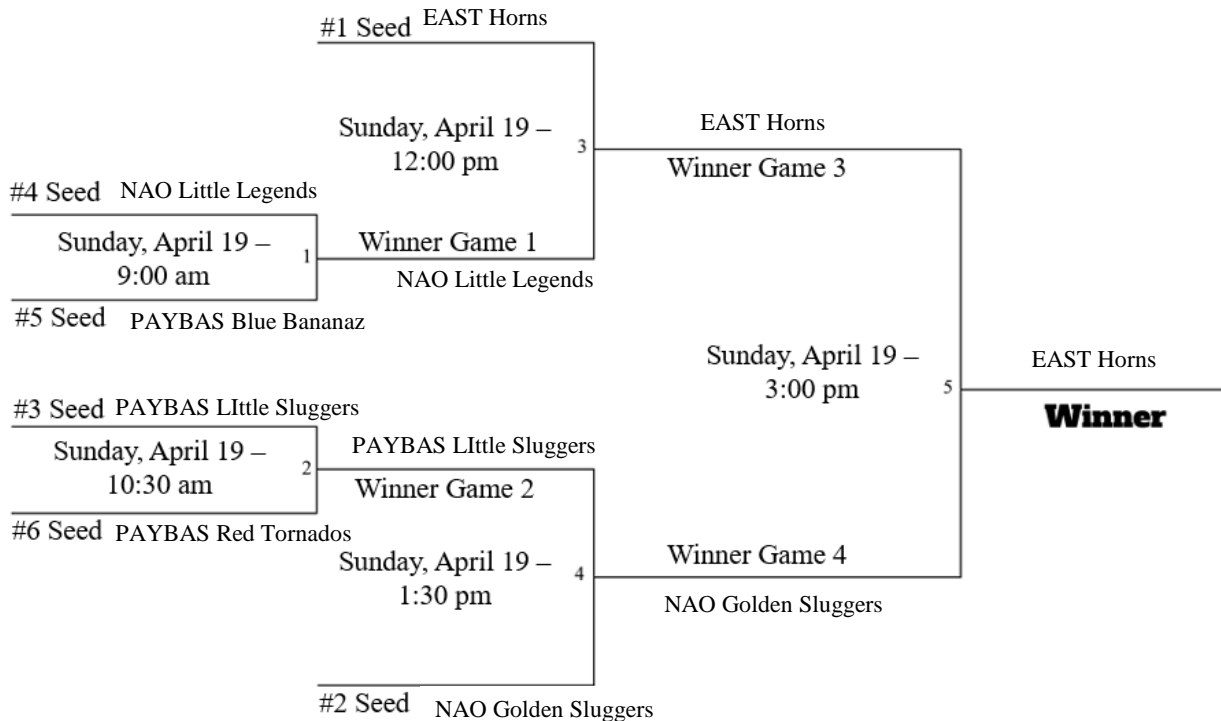 #1 Seed EAST Horns
Sunday, April 19 –
12:00 pm
3
EAST Horns
Winner Game 3
#4 Seed NAO Little Legends
Sunday, April 19 –
9:00 am
1
Winner Game 1
NAO Little Legends
#5 Seed PAYBAS Blue Bananaz
Sunday, April 19 –
3:00 pm
5
EAST Horns
Winner
#3 Seed PAYBAS LIttle Sluggers
Sunday, April 19 –
10:30 am
2
PAYBAS LIttle Sluggers
Winner Game 2
#6 Seed PAYBAS Red Tornados
Sunday, April 19 –
1:30 pm
4
Winner Game 4
NAO Golden Sluggers
#2 Seed NAO Golden Sluggers